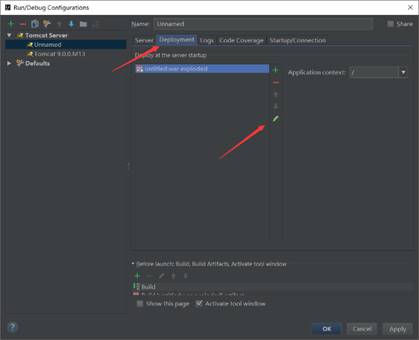 Run/Debug Configurations
Name: Unnamed
Share
Tomcat Server
Unnamed
Tomcat 9.0.0.M13
Defaults
Server Deployment Logs Code Coverage Startup/Connection
Deploy at the server startup
untitled:war exploded
Application context: /
Before launch: Build, Build Artifacts, Activate tool window
Build
Show this page Activate tool window
OK Cancel Apply